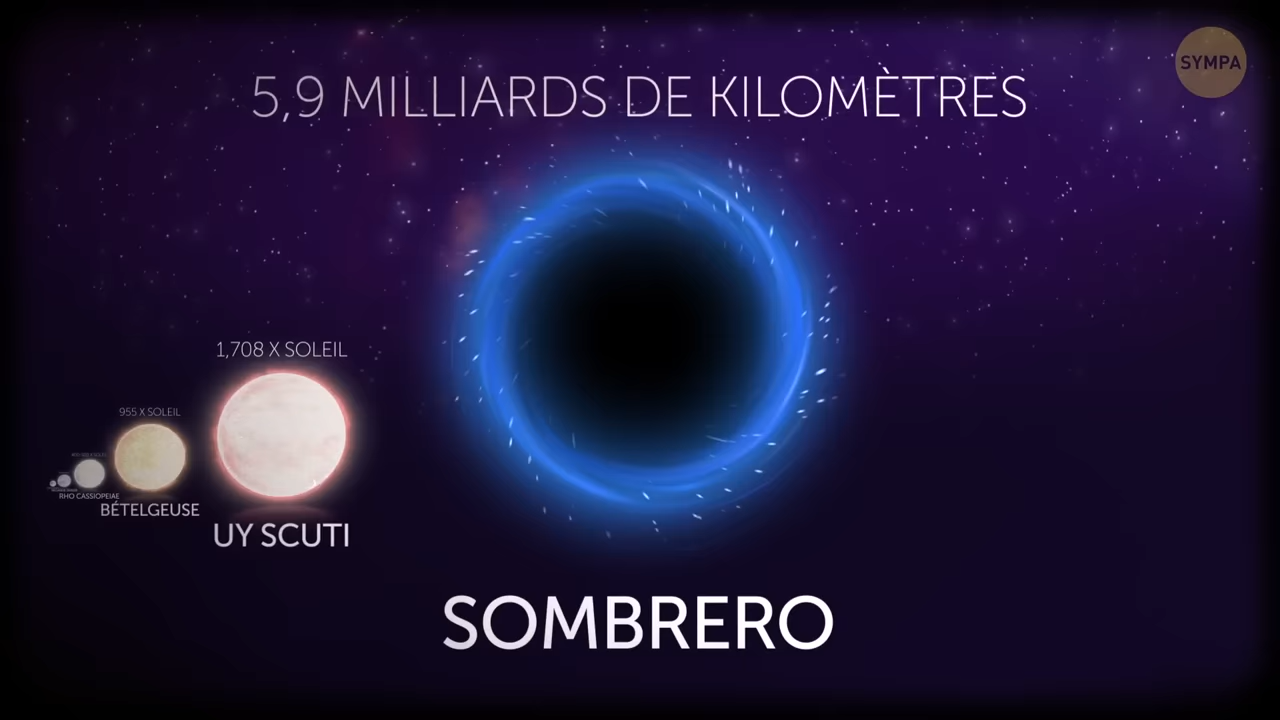 5,9 MILLIARDS DE KILOMÈTRES
SYMPA
1,708 X SOLEIL
955 X SOLEIL
RHO CASSIOPEIAE
BÉTELGEUSE
UY SCUTI
SOMBRERO